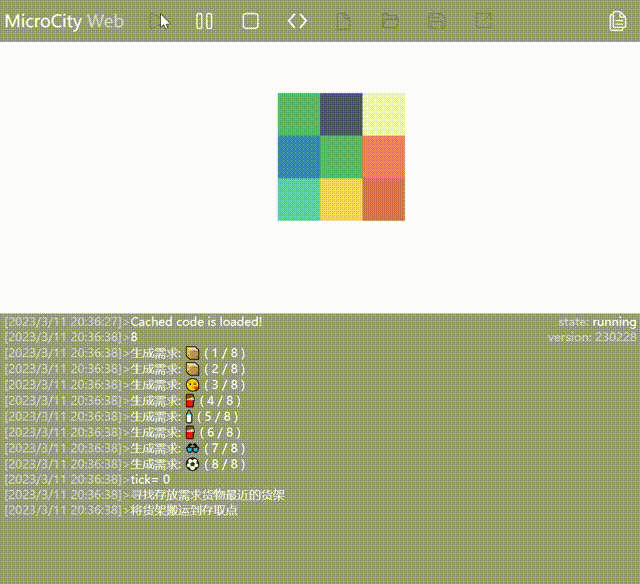 MicroCity Web
[2023/3/11 20:36:27]>Cached code is loaded!
state: running
[2023/3/11 20:36:38]>8
version: 230228
[2023/3/11 20:36:38]>生成需求: 📦 ( 1 / 8 )
[2023/3/11 20:36:38]>生成需求: 📦 ( 2 / 8 )
[2023/3/11 20:36:38]>生成需求: 😘 ( 3 / 8 )
[2023/3/11 20:36:38]>生成需求: 🍫 ( 4 / 8 )
[2023/3/11 20:36:38]>生成需求: 🍼 ( 5 / 8 )
[2023/3/11 20:36:38]>生成需求: 🍫 ( 6 / 8 )
[2023/3/11 20:36:38]>生成需求: 👓 ( 7 / 8 )
[2023/3/11 20:36:38]>生成需求: ⚽ ( 8 / 8 )
[2023/3/11 20:36:38]>tick= 0
[2023/3/11 20:36:38]>寻找存放需求货物最近的货架
[2023/3/11 20:36:38]>将货架搬运到存取点